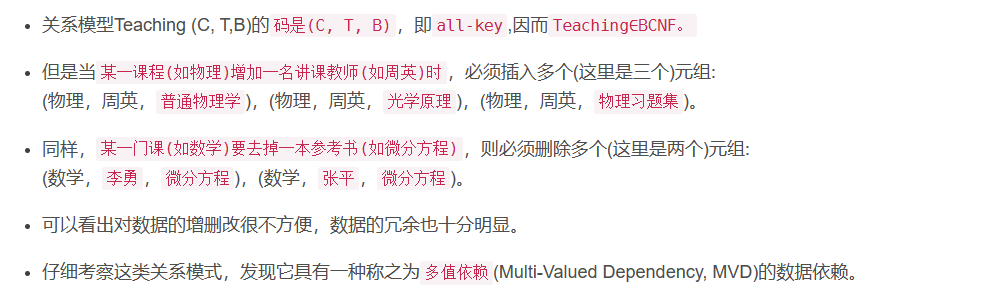 • 关系模型Teaching (C, T,B)的 码是(C, T, B) ，即 all-key ,因而 Teaching∈BCNF。
• 但是当 某一课程(如物理)增加一名讲课教师(如周英)时 ，必须插入多个(这里是三个)元组:
(物理，周英， 普通物理学 )，(物理，周英， 光学原理 )，(物理，周英， 物理习题集 )。
• 同样， 某一门课(如数学)要去掉一本参考书(如微分方程) ，则必须删除多个(这里是两个)元组:
(数学， 李勇 ， 微分方程 )，(数学， 张平 ， 微分方程 )。
• 可以看出对数据的增删改很不方便，数据的冗余也十分明显。
• 仔细考察这类关系模式，发现它具有一种称之为 多值依赖 (Multi-Valued Dependency, MVD)的数据依赖。